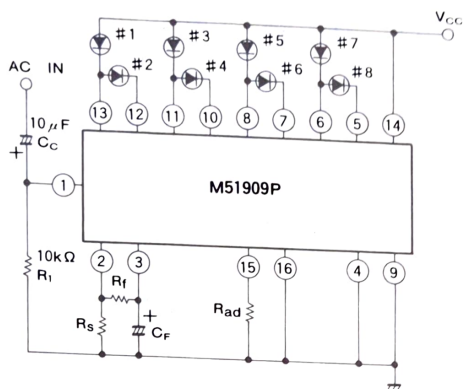 V_CC
#1
#3
#5
#7
#2
#4
#6
#8
AC IN
13
12
11
10
8
7
6
5
14
10μF
+
C_C
1
M51909P
10kΩ
R_1
2
3
15
16
4
9
R_f
+
R_S
C_F
R_ad